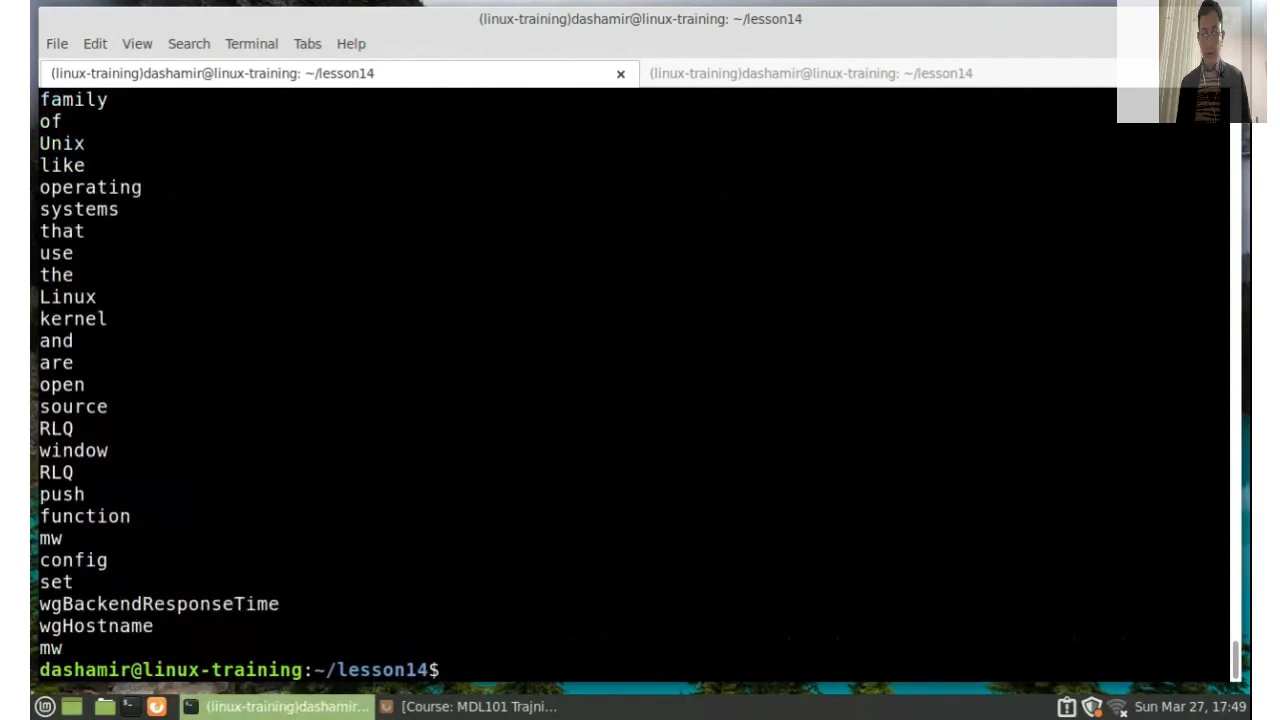 (linux-training)dashamir@linux-training: ~/lesson14
File Edit View Search Terminal Tabs Help
(linux-training)dashamir@linux-training: ~/lesson14 × (linux-training)dashamir@linux-training: ~/lesson14
family
of
Unix
like
operating
systems
that
use
the
Linux
kernel
and
are
open
source
RLQ
window
RLQ
push
function
mw
config
set
wgBackendResponseTime
wgHostname
mw
dashamir@linux-training:~/lesson14$
(linux-training)dashamir... [Course: MDL101 Trajni... Sun Mar 27, 17:49